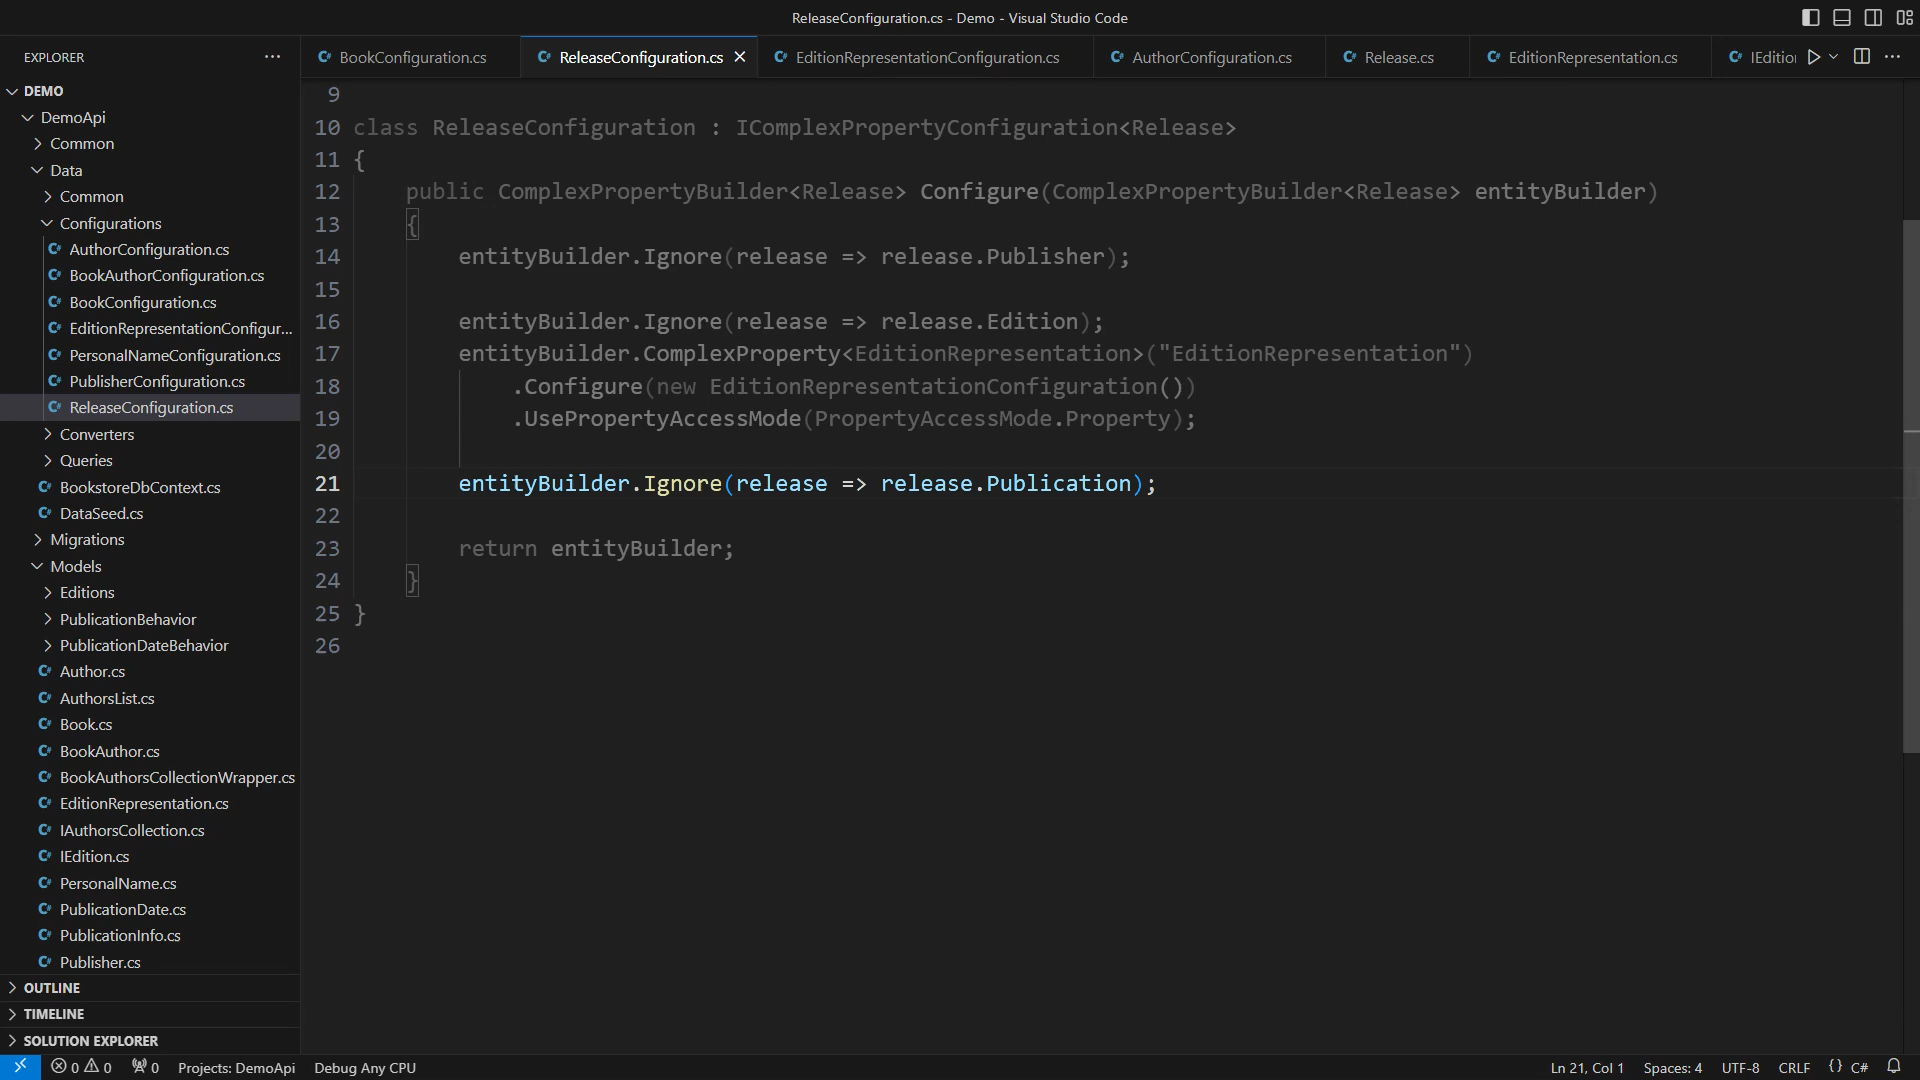 ReleaseConfiguration.cs - Demo - Visual Studio Code
EXPLORER
BookConfiguration.cs
ReleaseConfiguration.cs
EditionRepresentationConfiguration.cs
AuthorConfiguration.cs
Release.cs
EditionRepresentation.cs
IEditio
DEMO
DemoApi
Common
Data
Common
Configurations
AuthorConfiguration.cs
BookAuthorConfiguration.cs
BookConfiguration.cs
EditionRepresentationConfigur...
PersonalNameConfiguration.cs
PublisherConfiguration.cs
ReleaseConfiguration.cs
Converters
Queries
BookstoreDbContext.cs
DataSeed.cs
Migrations
Models
Editions
PublicationBehavior
PublicationDateBehavior
Author.cs
AuthorsList.cs
Book.cs
BookAuthor.cs
BookAuthorsCollectionWrapper.cs
EditionRepresentation.cs
IAuthorsCollection.cs
IEdition.cs
PersonalName.cs
PublicationDate.cs
PublicationInfo.cs
Publisher.cs
OUTLINE
TIMELINE
SOLUTION EXPLORER
9
10 class ReleaseConfiguration : IComplexPropertyConfiguration<Release>
11 {
12 public ComplexPropertyBuilder<Release> Configure(ComplexPropertyBuilder<Release> entityBuilder)
13 {
14 entityBuilder.Ignore(release => release.Publisher);
15
16 entityBuilder.Ignore(release => release.Edition);
17 entityBuilder.ComplexProperty<EditionRepresentation>("EditionRepresentation")
18 .Configure(new EditionRepresentationConfiguration())
19 .UsePropertyAccessMode(PropertyAccessMode.Property);
20
21 entityBuilder.Ignore(release => release.Publication);
22
23 return entityBuilder;
24 }
25 }
26
0 0 0 Projects: DemoApi Debug Any CPU Ln 21, Col 1 Spaces: 4 UTF-8 CRLF {} C#